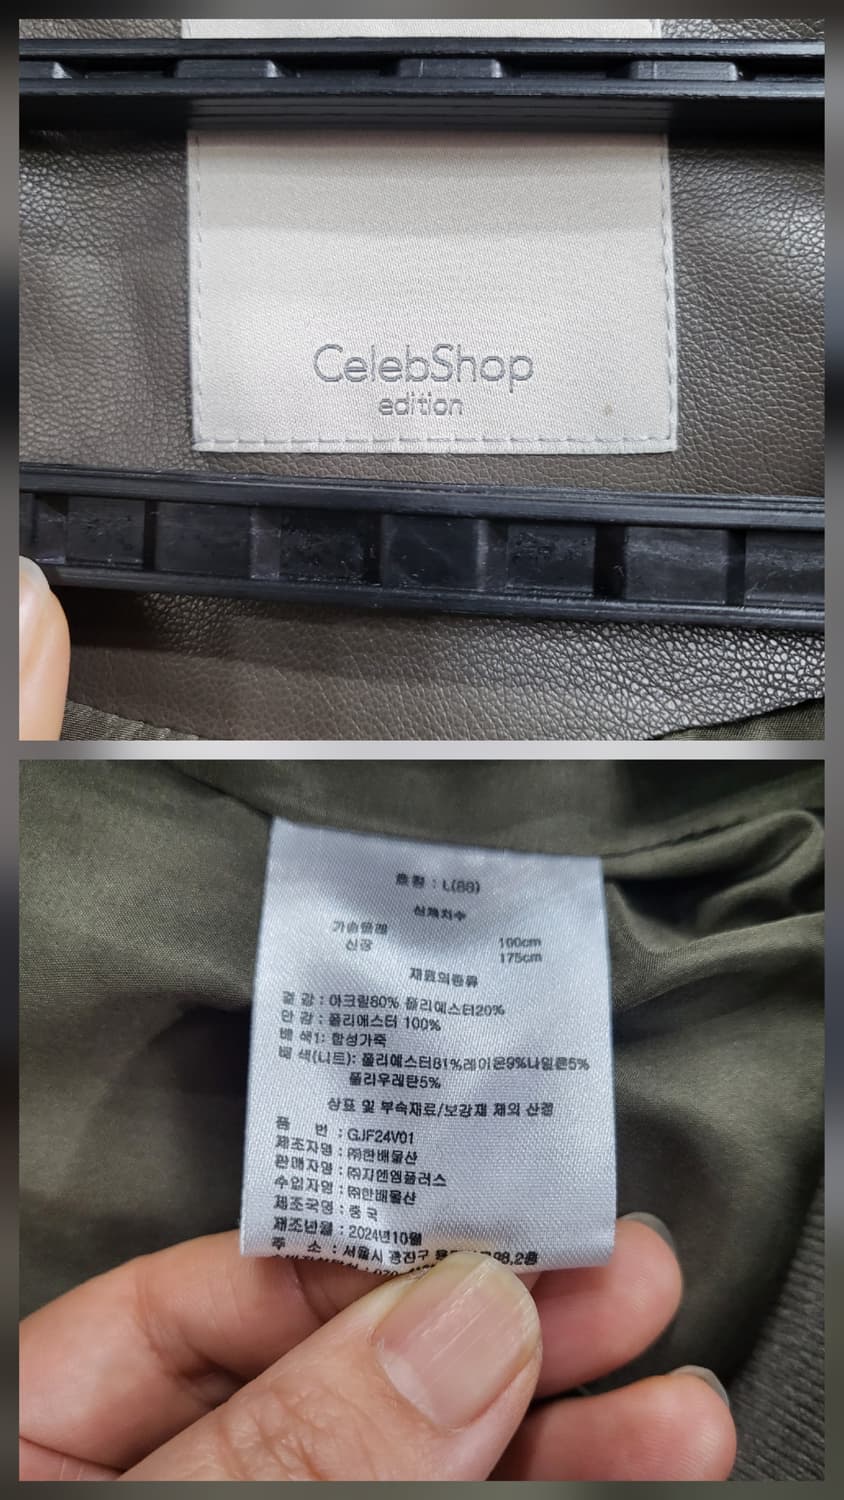 CelebShop
edition
호칭 : L(88)
신체치수
가슴둘레 100cm
신장 175cm
재료의종류
겉 감 : 아크릴80% 폴리에스터20%
안 감 : 폴리에스터 100%
배 색1: 합성가죽
배 색(니트): 폴리에스터81%레이온9%나일론5%
폴리우레탄5%
상표 및 부속재료/보강재 제외 산정
품 번 : GJF24V01
제조자명 : ㈜한배물산
판매자명 : ㈜지엔엠플러스
수입자명 : ㈜한배물산
제조국명 : 중국
제조년월 : 2024년10월
주 소 : 서울시 광진구 98,2층